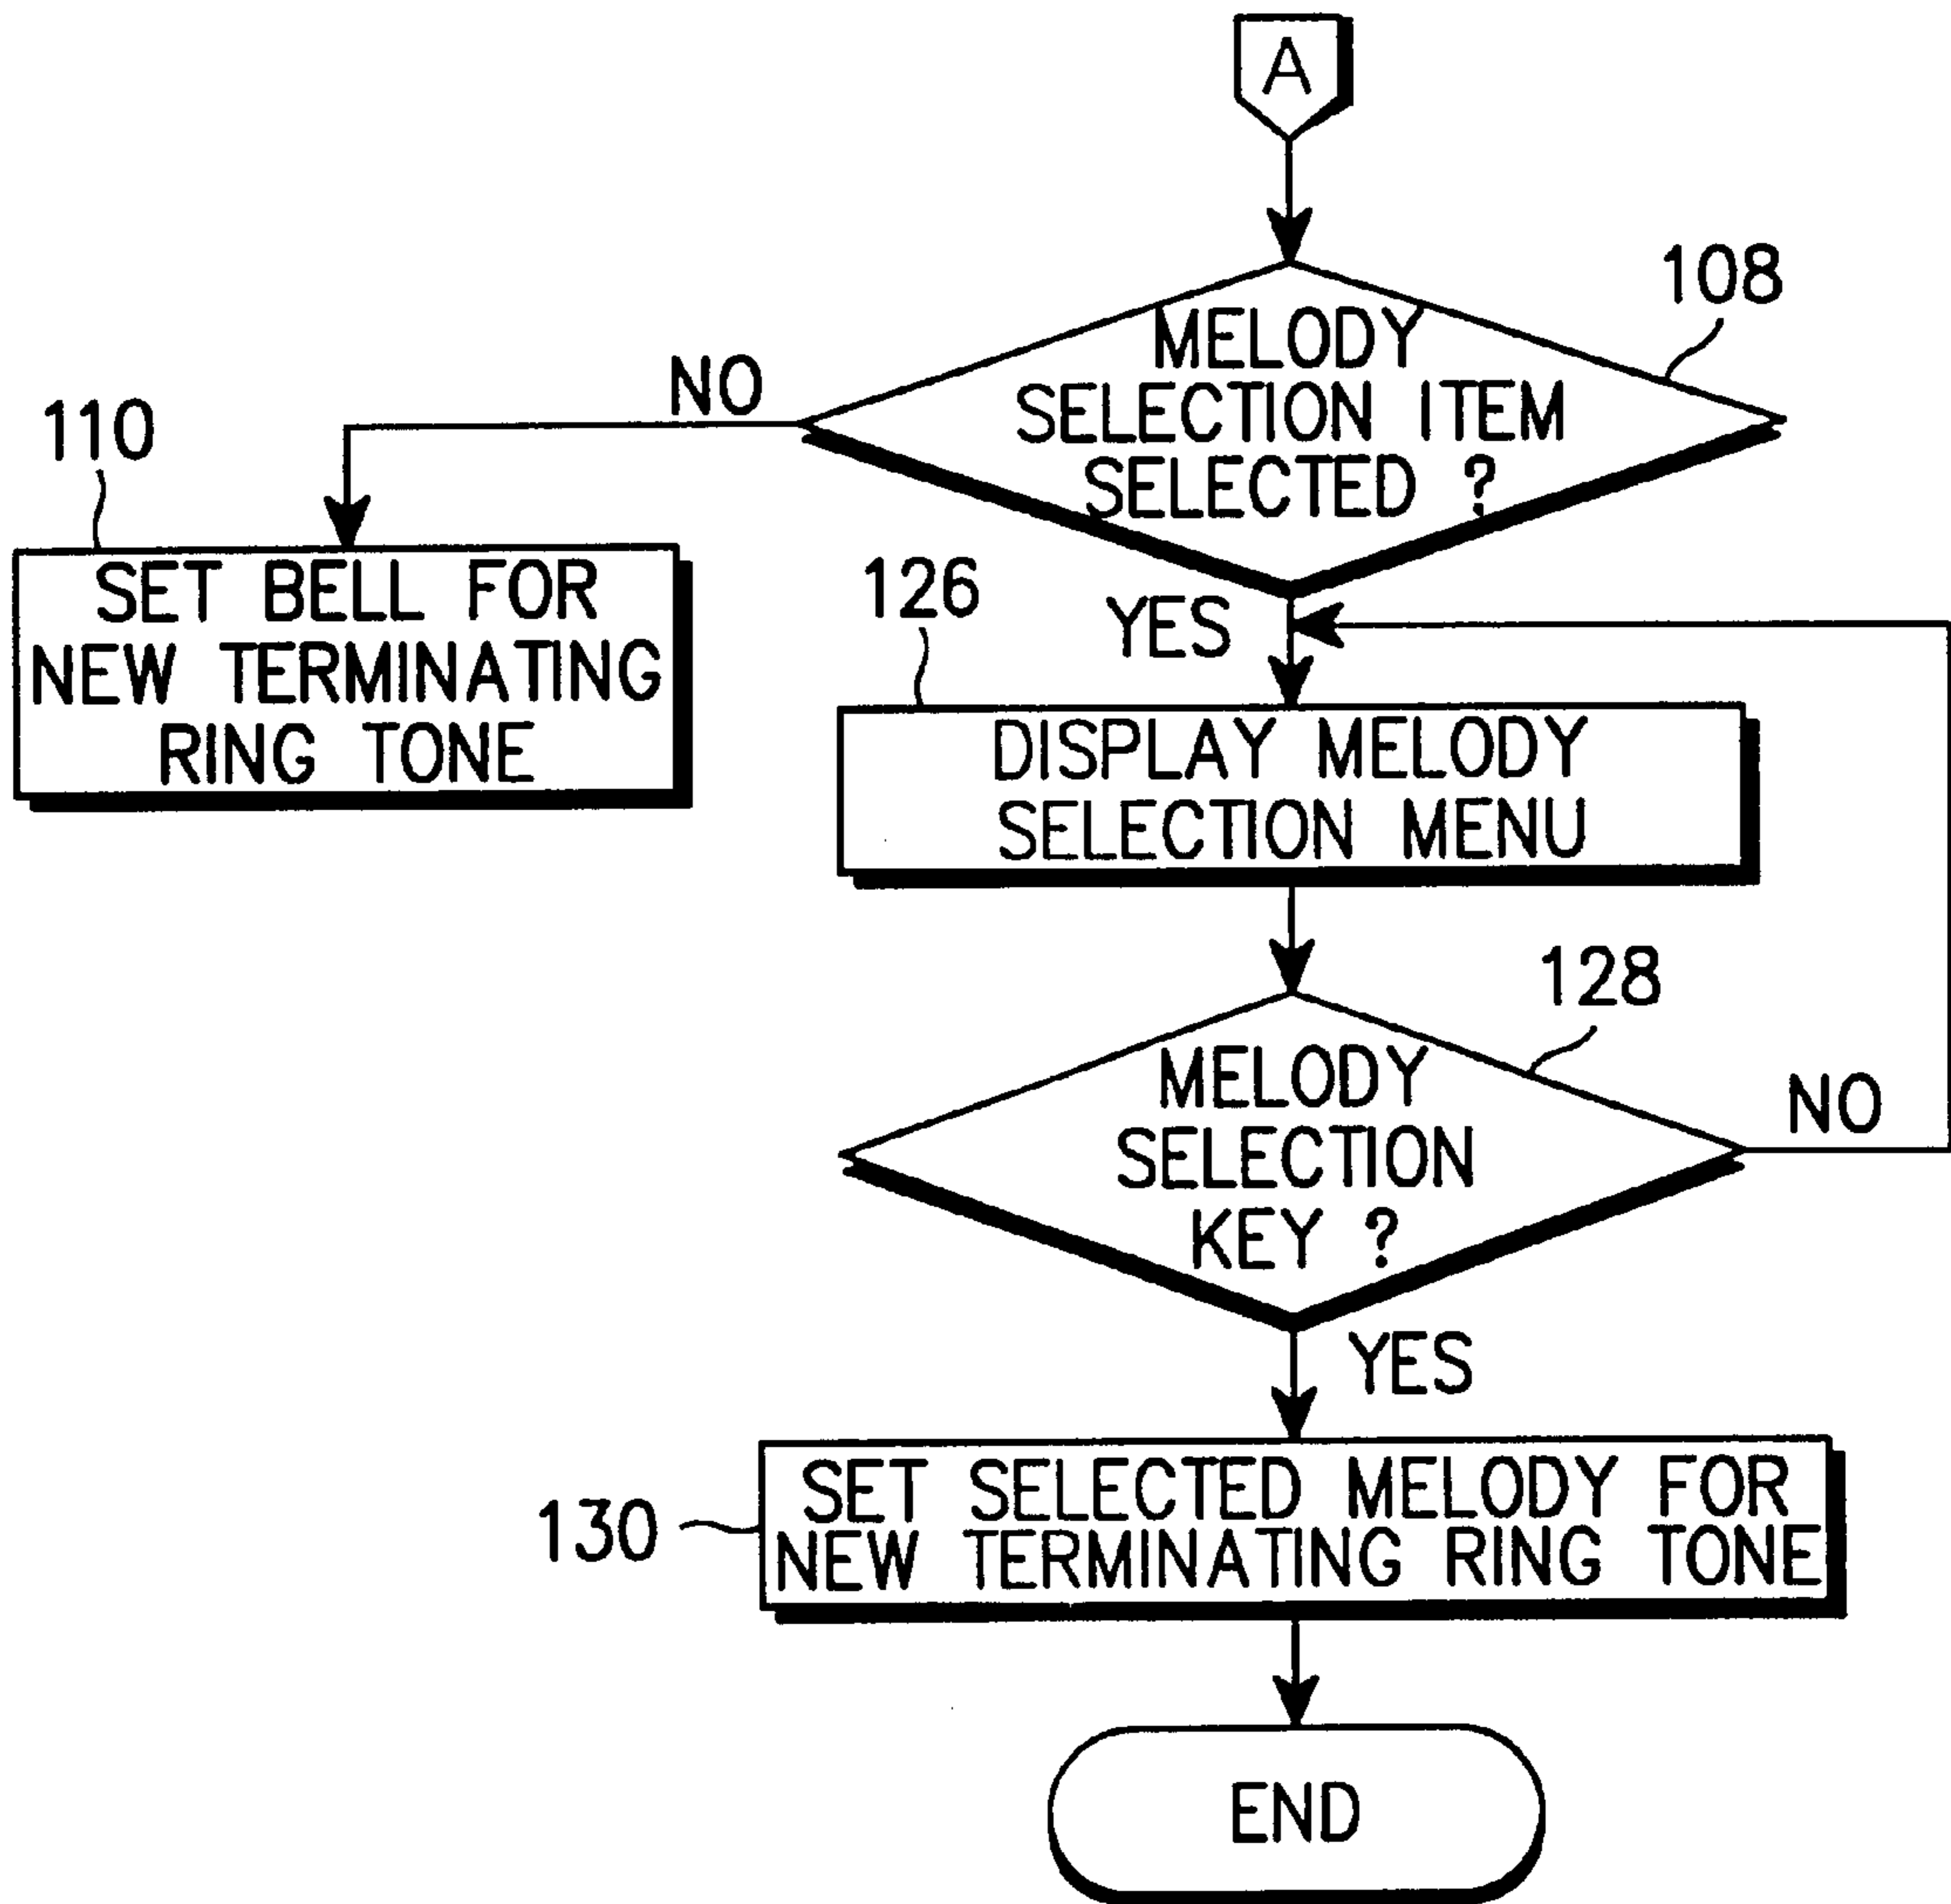 A
108
MELODY
SELECTION ITEM
SELECTED ?
NO
110
SET BELL FOR
NEW TERMINATING
RING TONE
YES
126
DISPLAY MELODY
SELECTION MENU
128
MELODY
SELECTION
KEY ?
NO
YES
130
SET SELECTED MELODY FOR
NEW TERMINATING RING TONE
END